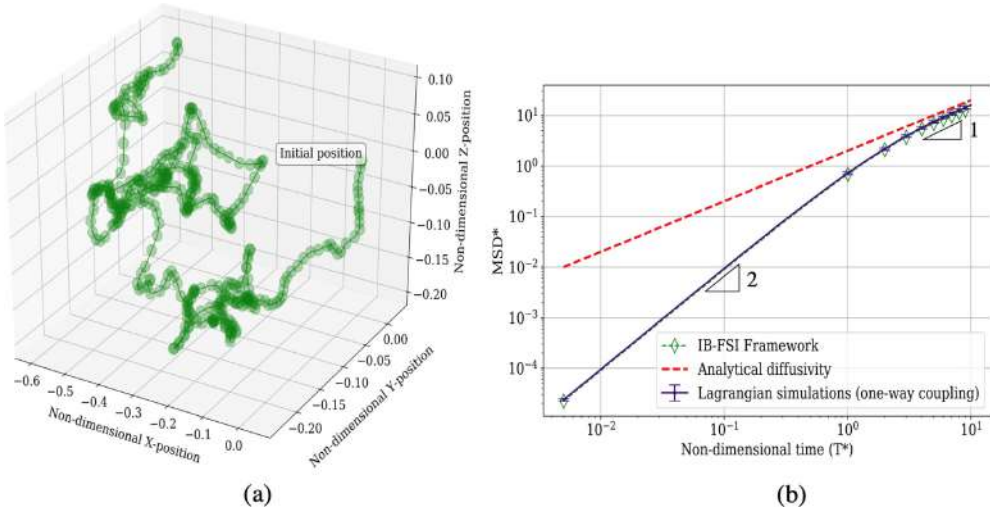 Initial position
0.10
0.05
0.00
−0.05
−0.10
−0.15
−0.20
Non-dimensional Z-position
−0.6
−0.5
−0.4
−0.3
−0.2
−0.1
0.0
Non-dimensional X-position
0.00
−0.05
−0.10
−0.15
−0.20
Non-dimensional Y-position
(a)
MSD*
10¹
10⁰
10⁻¹
10⁻²
10⁻³
10⁻⁴
1
2
IB-FSI Framework
Analytical diffusivity
Lagrangian simulations (one-way coupling)
10⁻²
10⁻¹
10⁰
10¹
Non-dimensional time (T*)
(b)